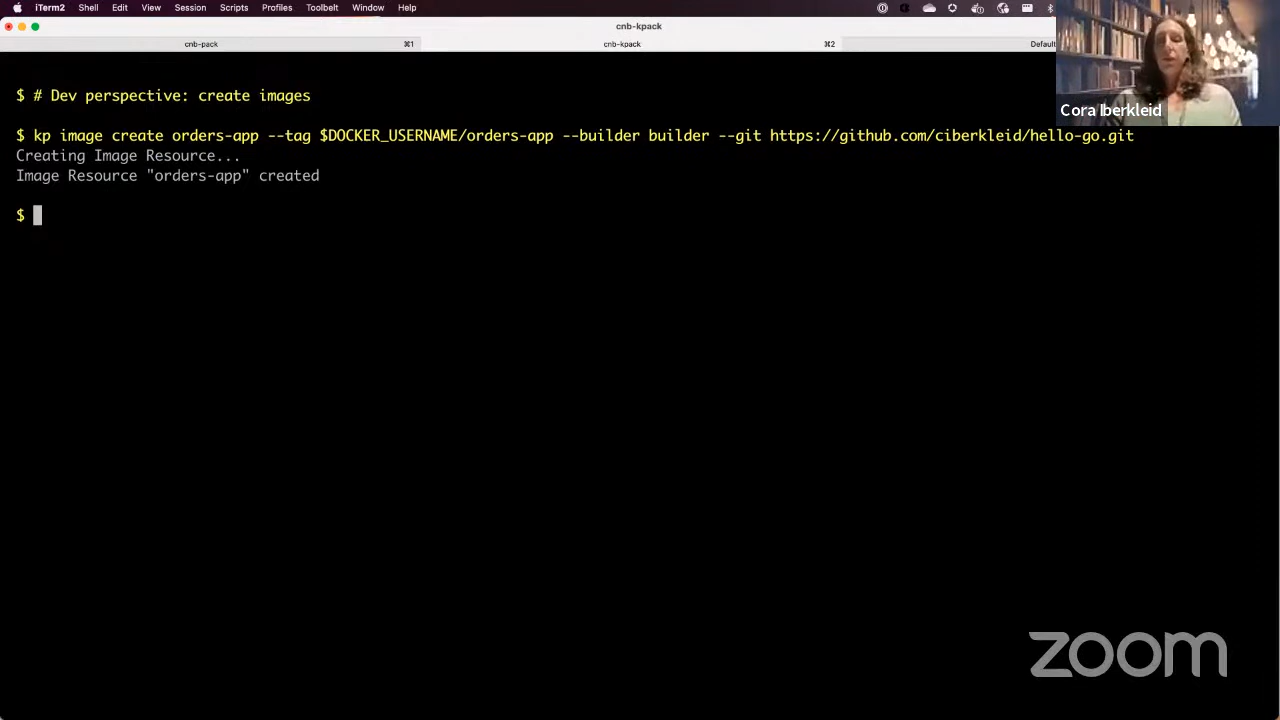 iTerm2 Shell Edit View Session Scripts Profiles Toolbelt Window Help
cnb-kpack
cnb-pack ⌘1 cnb-kpack ⌘2 Default
$ # Dev perspective: create images
$ kp image create orders-app --tag $DOCKER_USERNAME/orders-app --builder builder --git https://github.com/ciberkleid/hello-go.git
Creating Image Resource...
Image Resource "orders-app" created
$
Cora Iberkleid
zoom